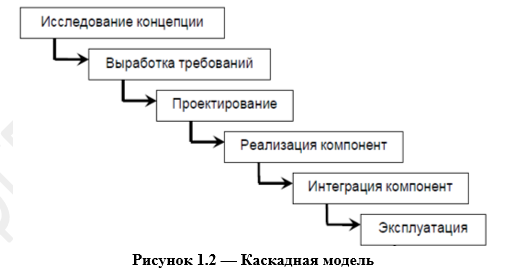 Исследование концепции
Выработка требований
Проектирование
Реализация компонент
Интеграция компонент
Эксплуатация
Рисунок 1.2 — Каскадная модель